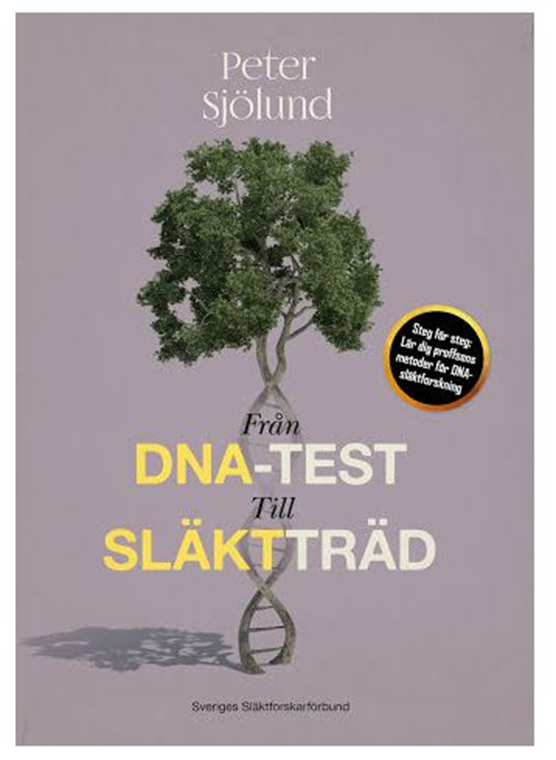 Peter
Sjölund
Steg för steg:
Lär dig proffsens
metoder för DNA-
släktforskning
Från
DNA-TEST
Till
SLÄKTTRÄD
Sveriges Släktforskarförbund